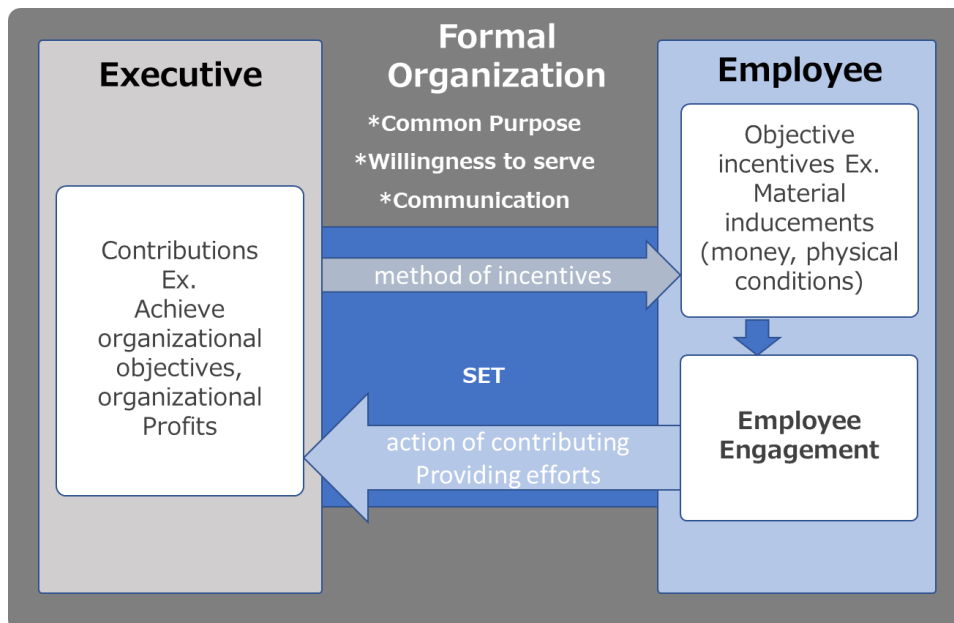 Formal
Organization
*Common Purpose
*Willingness to serve
*Communication
Executive
Contributions
Ex.
Achieve
organizational
objectives,
organizational
Profits
method of incentives
SET
action of contributing
Providing efforts
Employee
Objective
incentives Ex.
Material
inducements
(money, physical
conditions)
Employee
Engagement